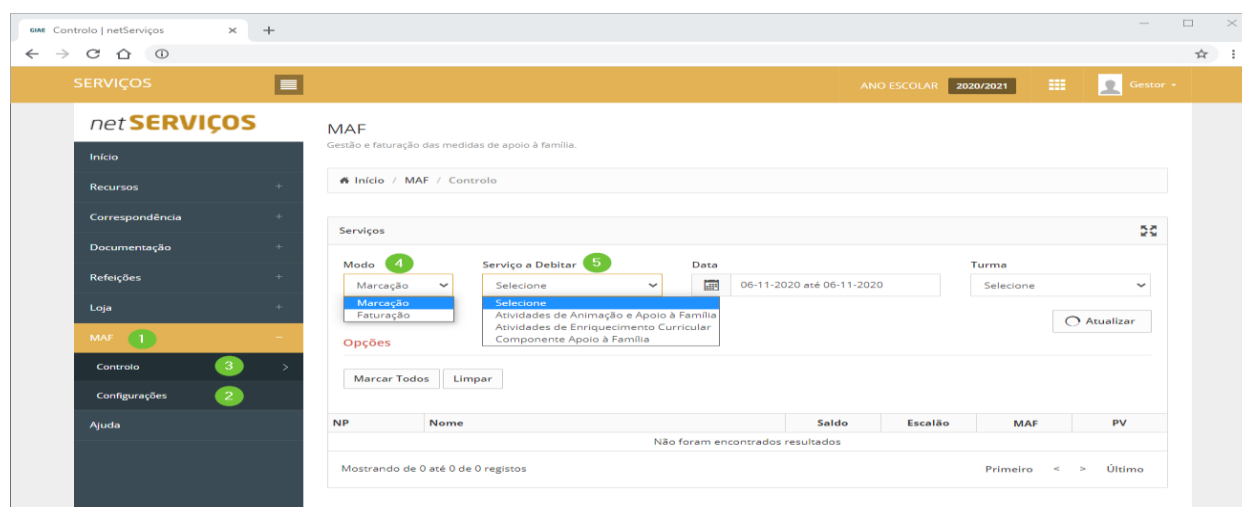 GIAE Controlo | netServiços
SERVIÇOS
ANO ESCOLAR 2020/2021 Gestor
netSERVIÇOS
Início
Recursos +
Correspondência +
Documentação +
Refeições +
Loja +
MAF 1 −
Controlo 3 >
Configurações 2
Ajuda
MAF
Gestão e faturação das medidas de apoio à família.
Início / MAF / Controlo
Serviços
Modo 4 Serviço a Debitar 5 Data Turma
Marcação Selecione 06-11-2020 até 06-11-2020 Selecione
Marcação
Faturação
Selecione
Atividades de Animação e Apoio à Família
Atividades de Enriquecimento Curricular
Componente Apoio à Família
Atualizar
Opções
Marcar Todos Limpar
NP Nome Saldo Escalão MAF PV
Não foram encontrados resultados
Mostrando de 0 até 0 de 0 registos Primeiro < > Último